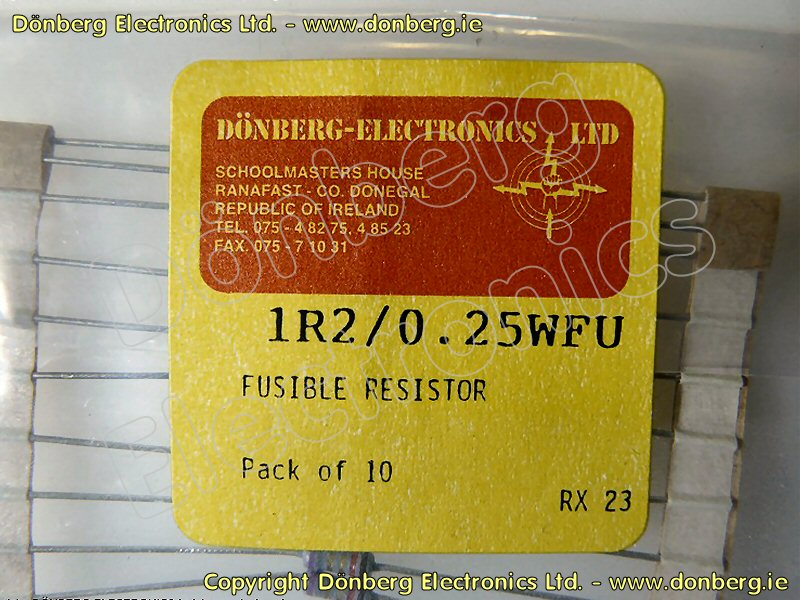 Dönberg Electronics Ltd. - www.donberg.ie
DÖNBERG-ELECTRONICS LTD
SCHOOLMASTERS HOUSE
RANAFAST - CO. DONEGAL
REPUBLIC OF IRELAND
TEL. 075 - 4 82 75, 4 85 23
FAX. 075 - 7 10 31
Dönberg
Electronics
1R2/0.25WFU
FUSIBLE RESISTOR
Pack of 10
RX 23
Copyright Dönberg Electronics Ltd. - www.donberg.ie